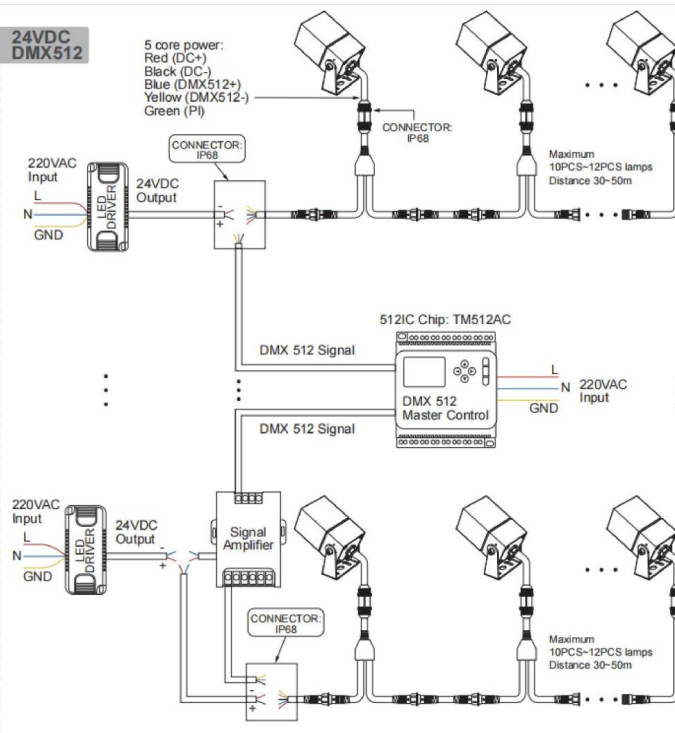 24VDC
DMX512
5 core power:
Red (DC+)
Black (DC-)
Blue (DMX512+)
Yellow (DMX512-)
Green (PI)
CONNECTOR:
IP68
CONNECTOR:
IP68
220VAC
Input
L
N
GND
LED
DRIVER
24VDC
Output
-
+
Maximum
10PCS~12PCS lamps
Distance 30~50m
DMX 512 Signal
512IC Chip: TM512AC
DMX 512
Master Control
L
N
GND
220VAC
Input
DMX 512 Signal
220VAC
Input
L
N
GND
LED
DRIVER
24VDC
Output
-
+
Signal
Amplifier
CONNECTOR:
IP68
-
+
Maximum
10PCS~12PCS lamps
Distance 30~50m